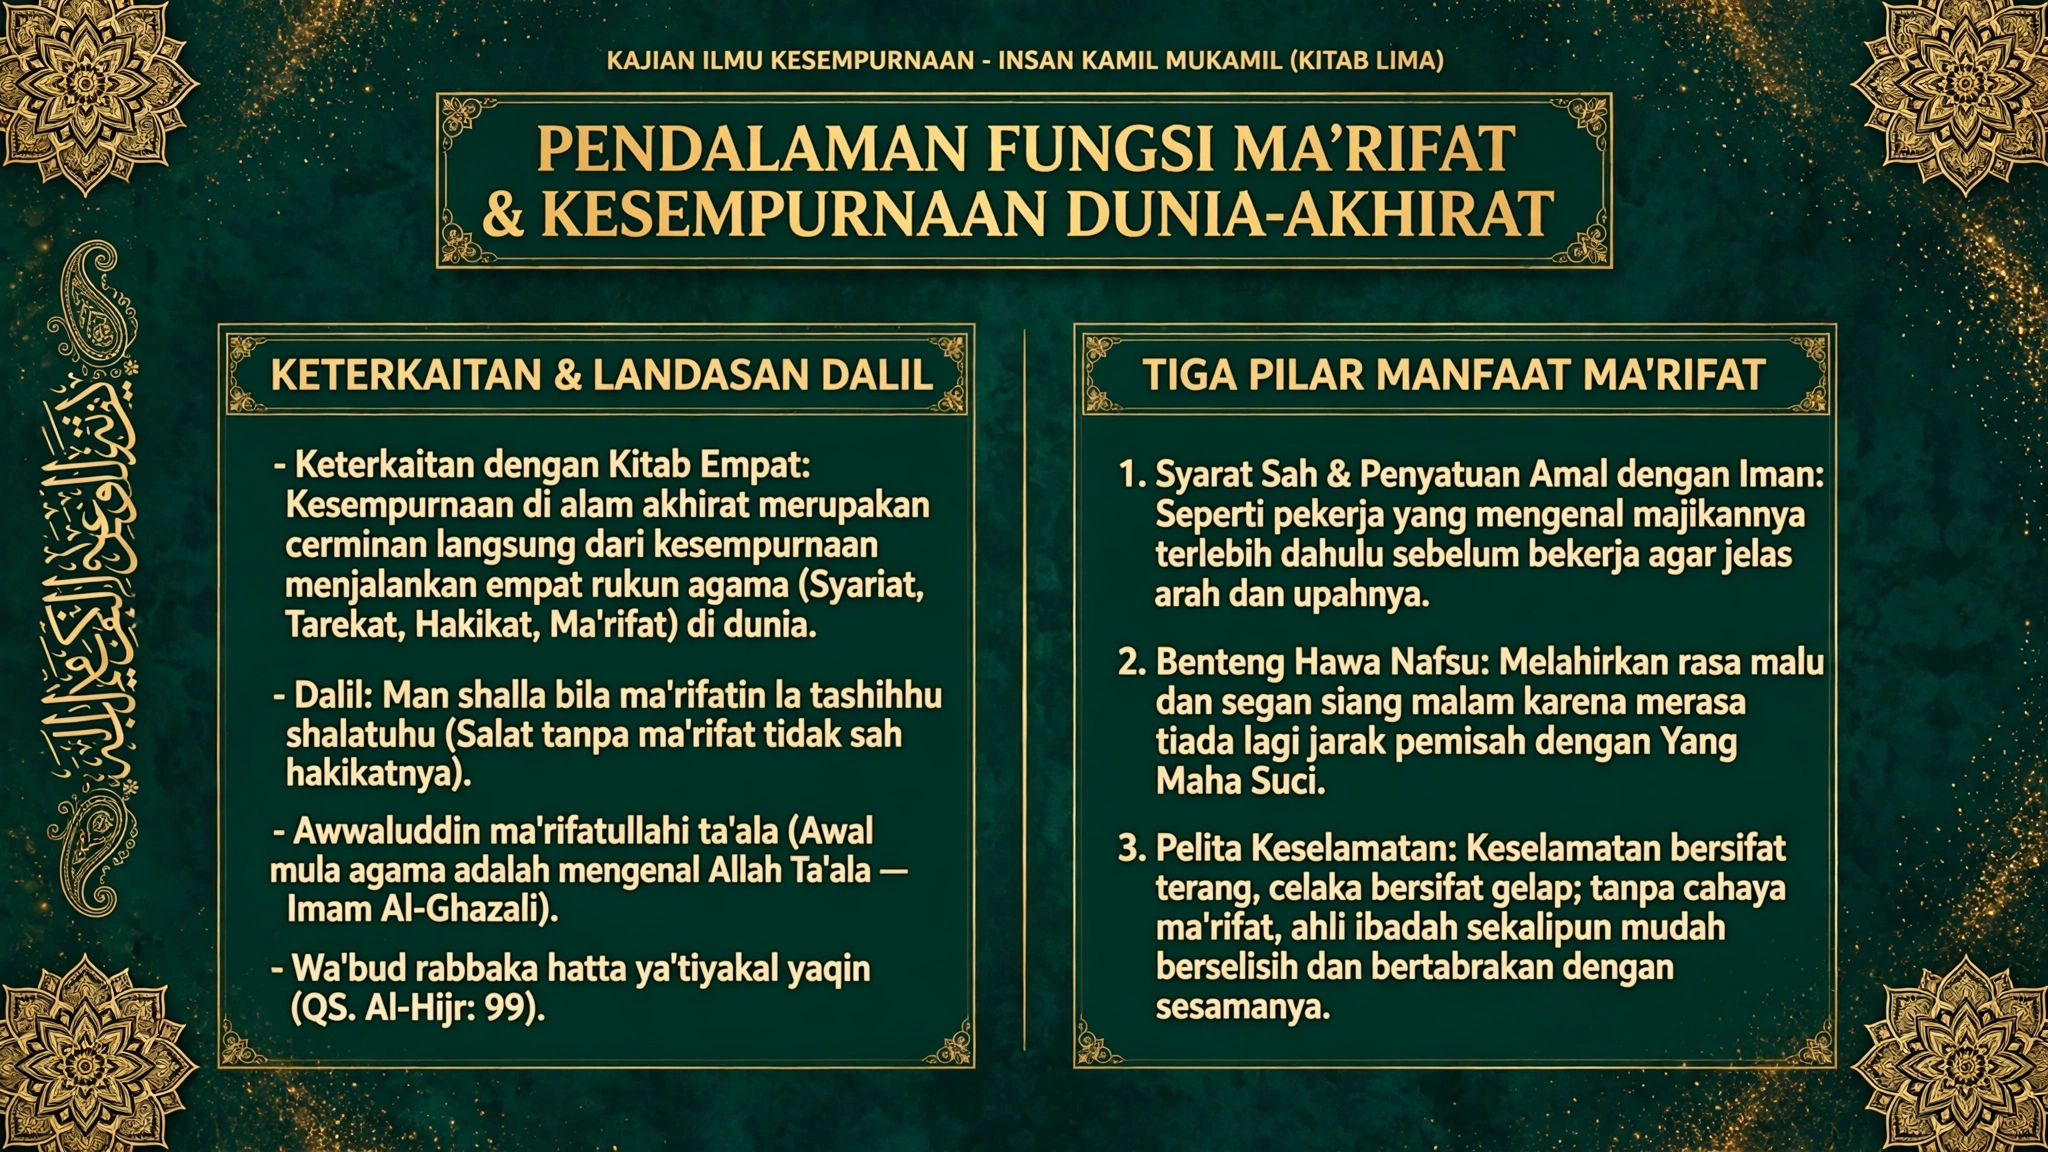 KAJIAN ILMU KESEMPURNAAN - INSAN KAMIL MUKAMIL (KITAB LIMA)
PENDALAMAN FUNGSI MA’RIFAT
& KESEMPURNAAN DUNIA-AKHIRAT
KETERKAITAN & LANDASAN DALIL
- Keterkaitan dengan Kitab Empat:
Kesempurnaan di alam akhirat merupakan
cerminan langsung dari kesempurnaan
menjalankan empat rukun agama (Syariat,
Tarekat, Hakikat, Ma'rifat) di dunia.
- Dalil: Man shalla bila ma'rifatin la tashihhu
shalatuhu (Salat tanpa ma'rifat tidak sah
hakikatnya).
- Awwaluddin ma'rifatullahi ta'ala (Awal
mula agama adalah mengenal Allah Ta'ala —
Imam Al-Ghazali).
- Wa'bud rabbaka hatta ya'tiyakal yaqin
(QS. Al-Hijr: 99).
TIGA PILAR MANFAAT MA'RIFAT
1. Syarat Sah & Penyatuan Amal dengan Iman:
Seperti pekerja yang mengenal majikannya
terlebih dahulu sebelum bekerja agar jelas
arah dan upahnya.
2. Benteng Hawa Nafsu: Melahirkan rasa malu
dan segan siang malam karena merasa
tiada lagi jarak pemisah dengan Yang
Maha Suci.
3. Pelita Keselamatan: Keselamatan bersifat
terang, celaka bersifat gelap; tanpa cahaya
ma'rifat, ahli ibadah sekalipun mudah
berselisih dan bertabrakan dengan
sesamanya.